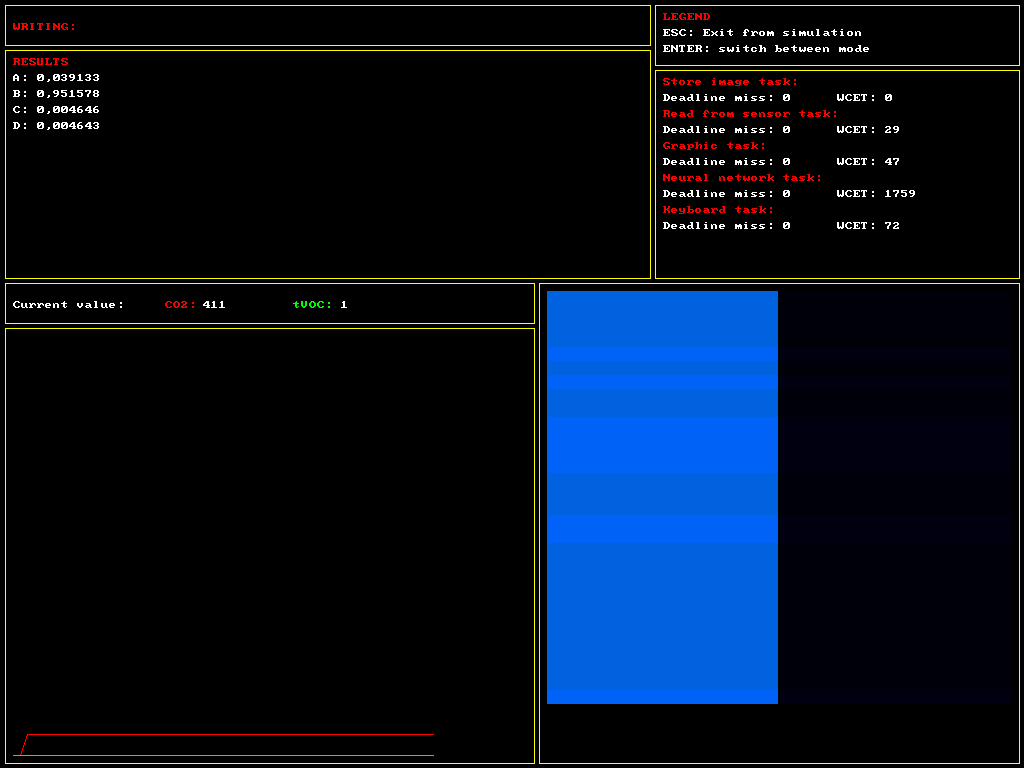 WRITING:
RESULTS
A: 0,039133
B: 0,951578
C: 0,004646
D: 0,004643
LEGEND
ESC: Exit from simulation
ENTER: switch between mode
Store image task:
Deadline miss: 0 WCET: 0
Read from sensor task:
Deadline miss: 0 WCET: 29
Graphic task:
Deadline miss: 0 WCET: 47
Neural network task:
Deadline miss: 0 WCET: 1759
Keyboard task:
Deadline miss: 0 WCET: 72
Current value: CO2: 411 tVOC: 1